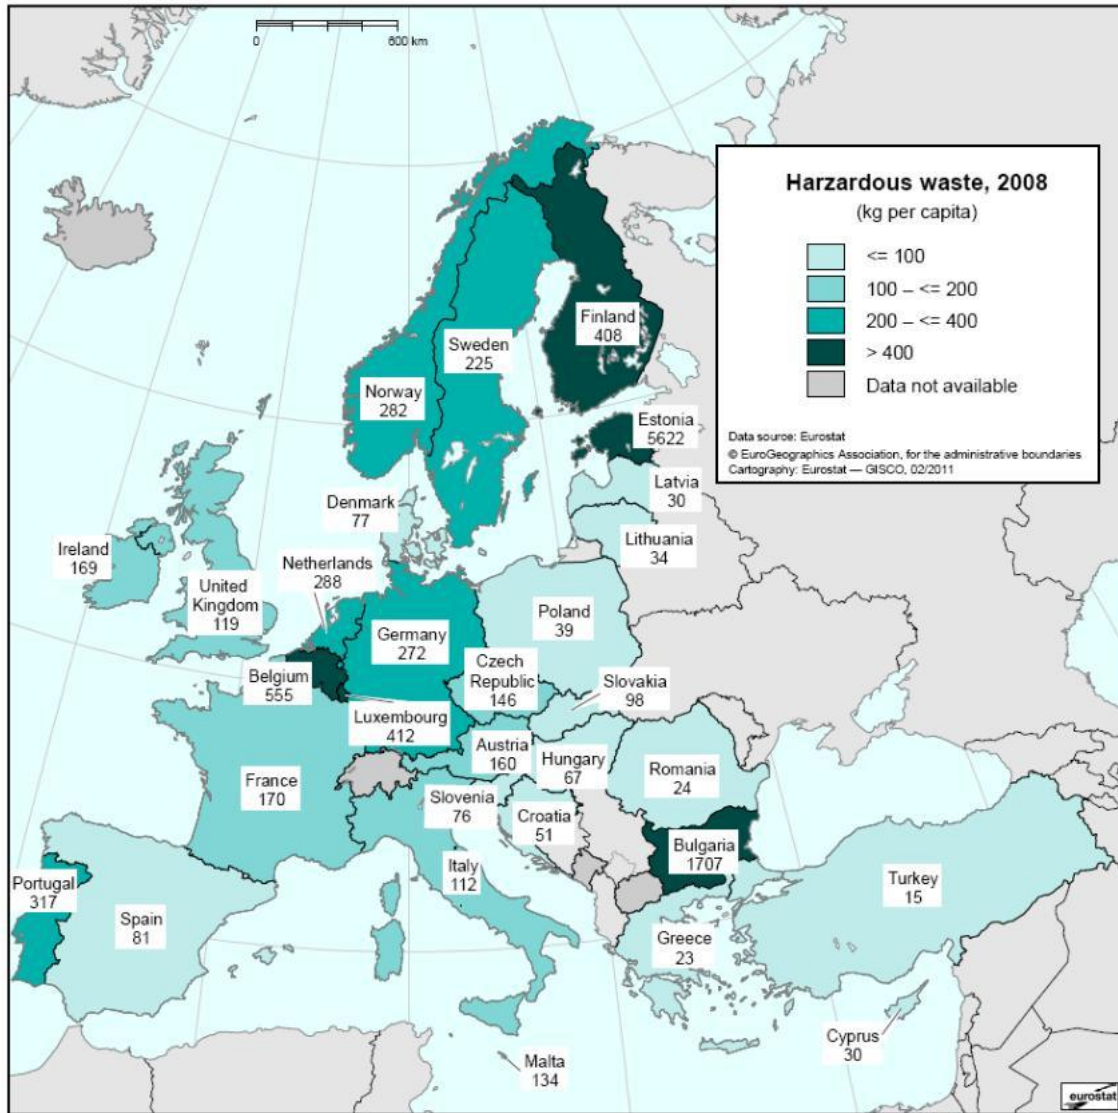 0 600 km
Harzardous waste, 2008
(kg per capita)
<= 100
100 – <= 200
200 – <= 400
> 400
Data not available
Data source: Eurostat
© EuroGeographics Association, for the administrative boundaries
Cartography: Eurostat — GISCO, 02/2011
Finland
408
Sweden
225
Norway
282
Estonia
5622
Latvia
30
Denmark
77
Lithuania
34
Ireland
169
Netherlands
288
United
Kingdom
119
Poland
39
Germany
272
Czech
Republic
146
Slovakia
98
Belgium
555
Luxembourg
412
Austria
160
Hungary
67
Romania
24
France
170
Slovenia
76
Croatia
51
Bulgaria
1707
Italy
112
Turkey
15
Portugal
317
Spain
81
Greece
23
Cyprus
30
Malta
134
eurostat